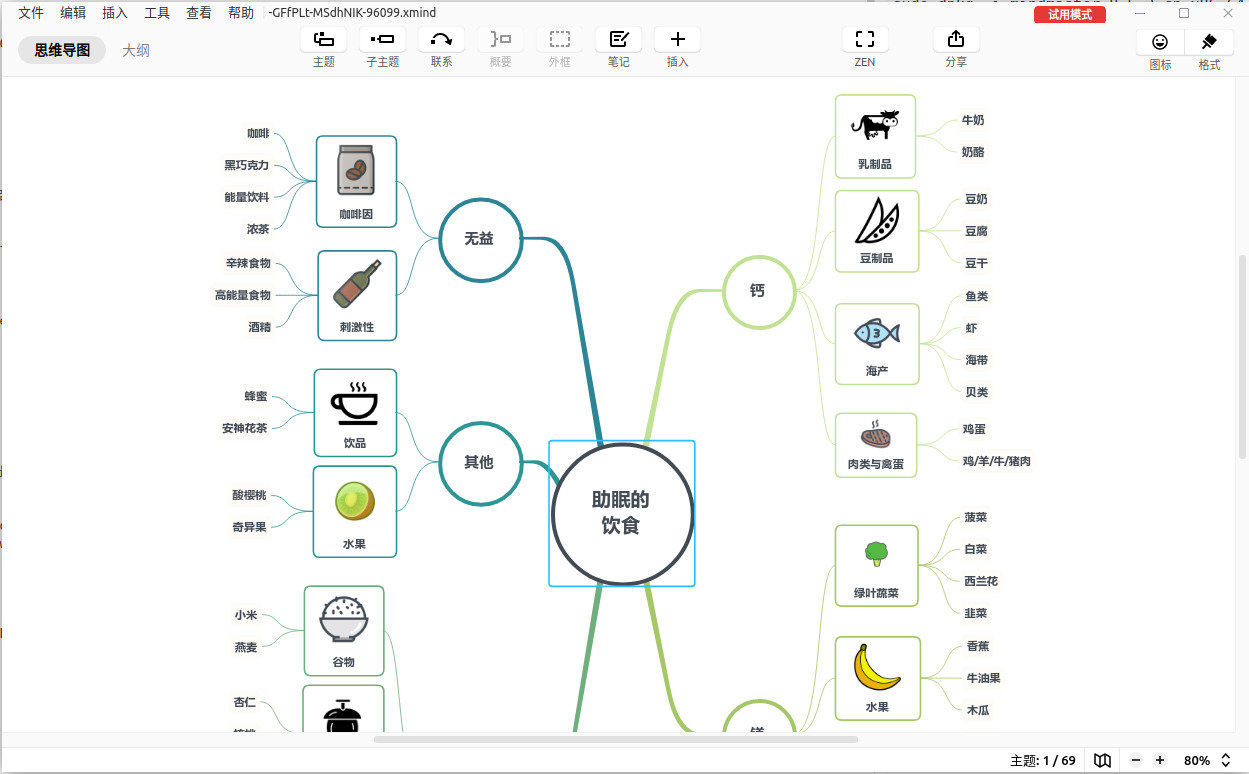 文件 编辑 插入 工具 查看 帮助 -GFfPLt-MSdhNIK-96099.xmind
试用模式
思维导图 大纲
主题 子主题 联系 概要 外框 笔记 插入 ZEN 分享 图标 格式
咖啡
黑巧克力
能量饮料
浓茶
咖啡因
辛辣食物
高能量食物
酒精
刺激性
无益
蜂蜜
安神花茶
饮品
酸樱桃
奇异果
水果
其他
小米
燕麦
谷物
杏仁
助眠的
饮食
钙
乳制品
牛奶
奶酪
豆制品
豆奶
豆腐
豆干
海产
3
鱼类
虾
海带
贝类
肉类与禽蛋
鸡蛋
鸡/羊/牛/猪肉
绿叶蔬菜
菠菜
白菜
西兰花
韭菜
水果
香蕉
牛油果
木瓜
主题: 1 / 69
80%